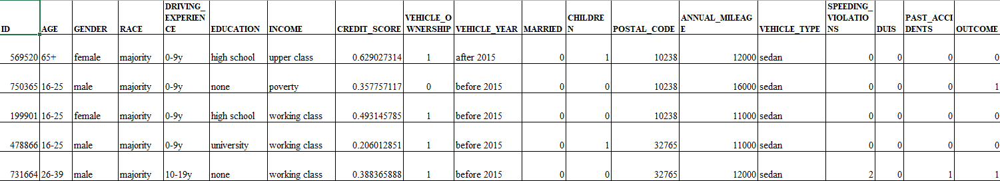 ID AGE GENDER RACE DRIVING_EXPERIENCE EDUCATION INCOME CREDIT_SCORE VEHICLE_OWNERSHIP VEHICLE_YEAR MARRIED CHILDREN POSTAL_CODE ANNUAL_MILEAGE VEHICLE_TYPE SPEEDING_VIOLATIONS DUIS PAST_ACCIDENTS OUTCOME
569520 65+ female majority 0-9y high school upper class 0.629027314 1 after 2015 0 1 10238 12000 sedan 0 0 0 0
750365 16-25 male majority 0-9y none poverty 0.357757117 0 before 2015 0 0 10238 16000 sedan 0 0 0 1
199901 16-25 female majority 0-9y high school working class 0.493145785 1 before 2015 0 0 10238 11000 sedan 0 0 0 0
478866 16-25 male majority 0-9y university working class 0.206012851 1 before 2015 0 1 32765 11000 sedan 0 0 0 0
731664 26-39 male majority 10-19y none working class 0.388365888 1 before 2015 0 0 32765 12000 sedan 2 0 1 1